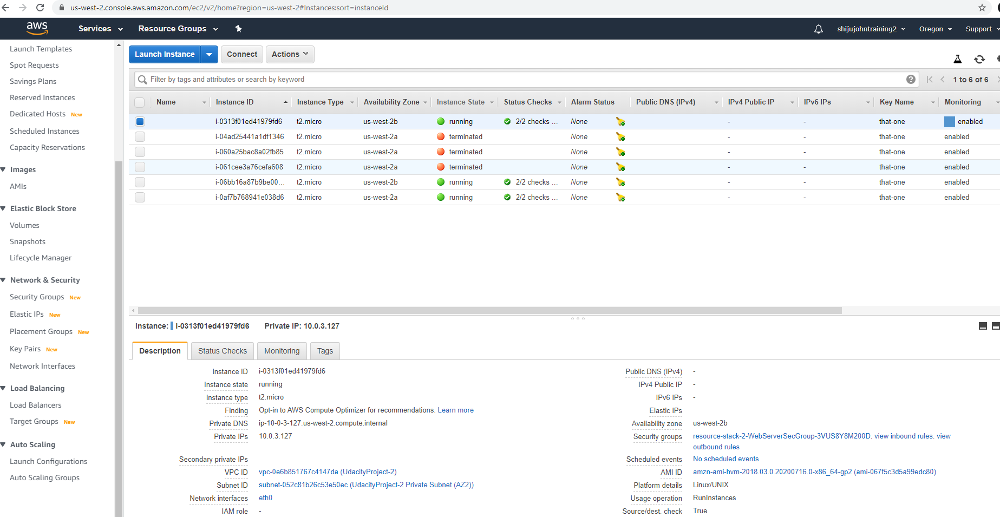 us-west-2.console.aws.amazon.com/ec2/v2/home?region=us-west-2#Instances:sort=instanceId
aws Services Resource Groups shijujohntraining2 Oregon Support
Launch Templates
Spot Requests
Savings Plans
Reserved Instances
Dedicated Hosts New
Scheduled Instances
Capacity Reservations
Images
AMIs
Elastic Block Store
Volumes
Snapshots
Lifecycle Manager
Network & Security
Security Groups New
Elastic IPs New
Placement Groups New
Key Pairs New
Network Interfaces
Load Balancing
Load Balancers
Target Groups New
Auto Scaling
Launch Configurations
Auto Scaling Groups
Launch Instance Connect Actions
Filter by tags and attributes or search by keyword 1 to 6 of 6
Name Instance ID Instance Type Availability Zone Instance State Status Checks Alarm Status Public DNS (IPv4) IPv4 Public IP IPv6 IPs Key Name Monitoring
i-0313f01ed41979fd6 t2.micro us-west-2b running 2/2 checks ... None - - that-one enabled
i-04ad25441a1df1346 t2.micro us-west-2a terminated None - - that-one enabled
i-060a25bac8a02fb85 t2.micro us-west-2a terminated None - - that-one enabled
i-061cee3a76cefa608 t2.micro us-west-2a terminated None - - that-one enabled
i-06bb16a87b9be00... t2.micro us-west-2b running 2/2 checks ... None - - that-one enabled
i-0af7b768941e038d6 t2.micro us-west-2a running 2/2 checks ... None - - that-one enabled
Instance: i-0313f01ed41979fd6 Private IP: 10.0.3.127
Description Status Checks Monitoring Tags
Instance ID i-0313f01ed41979fd6
Instance state running
Instance type t2.micro
Finding Opt-in to AWS Compute Optimizer for recommendations. Learn more
Private DNS ip-10-0-3-127.us-west-2.compute.internal
Private IPs 10.0.3.127
Secondary private IPs
VPC ID vpc-0e6b851767c4147da (UdacityProject-2)
Subnet ID subnet-052c81b26c53e50ec (UdacityProject-2 Private Subnet (AZ2))
Network interfaces eth0
IAM role -
Public DNS (IPv4) -
IPv4 Public IP -
IPv6 IPs -
Elastic IPs
Availability zone us-west-2b
Security groups resource-stack-2-WebServerSecGroup-3VUS8Y8M200D. view inbound rules. view
outbound rules
Scheduled events No scheduled events
AMI ID amzn-ami-hvm-2018.03.0.20200716.0-x86_64-gp2 (ami-067f5c3d5a99edc80)
Platform details Linux/UNIX
Usage operation RunInstances
Source/dest. check True